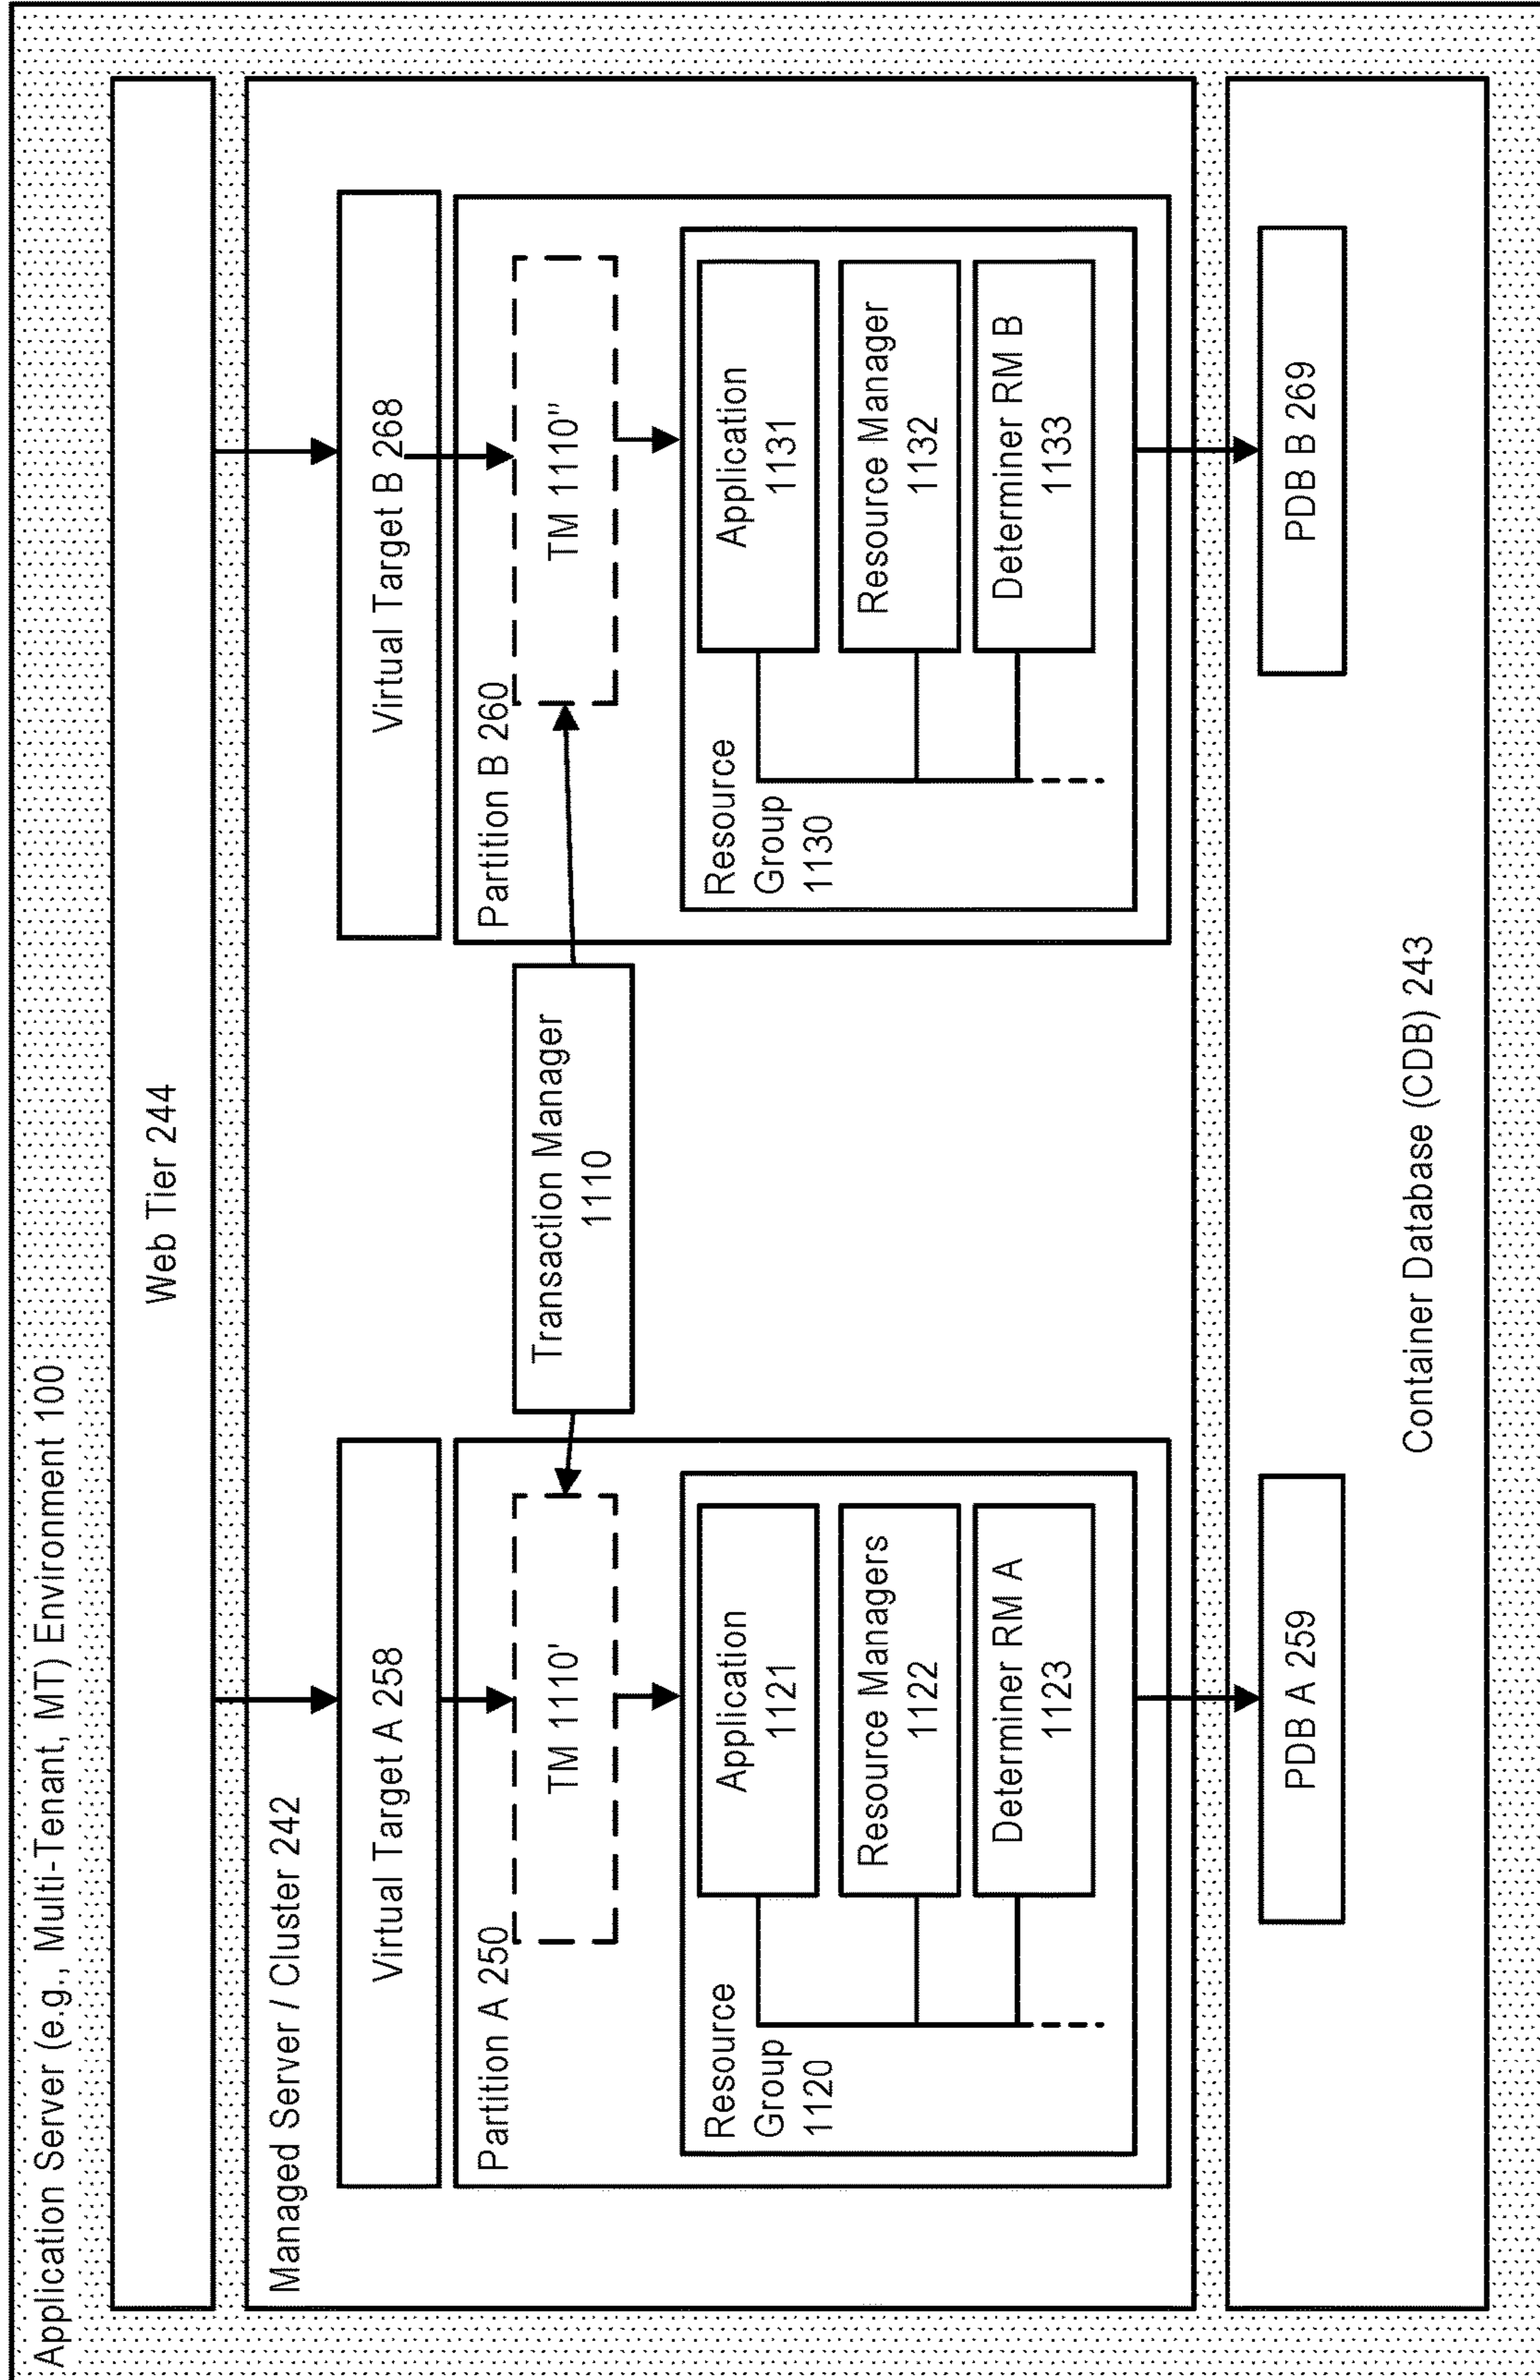 Application Server (e.g., Multi-Tenant, MT) Environment 100
Web Tier 244
Managed Server / Cluster 242
Virtual Target A 258
Virtual Target B 268
Partition A 250
TM 1110'
Transaction Manager
1110
Partition B 260
TM 1110"
Resource
Group
1120
Application
1121
Resource Managers
1122
Determiner RM A
1123
Resource
Group
1130
Application
1131
Resource Manager
1132
Determiner RM B
1133
PDB A 259
PDB B 269
Container Database (CDB) 243